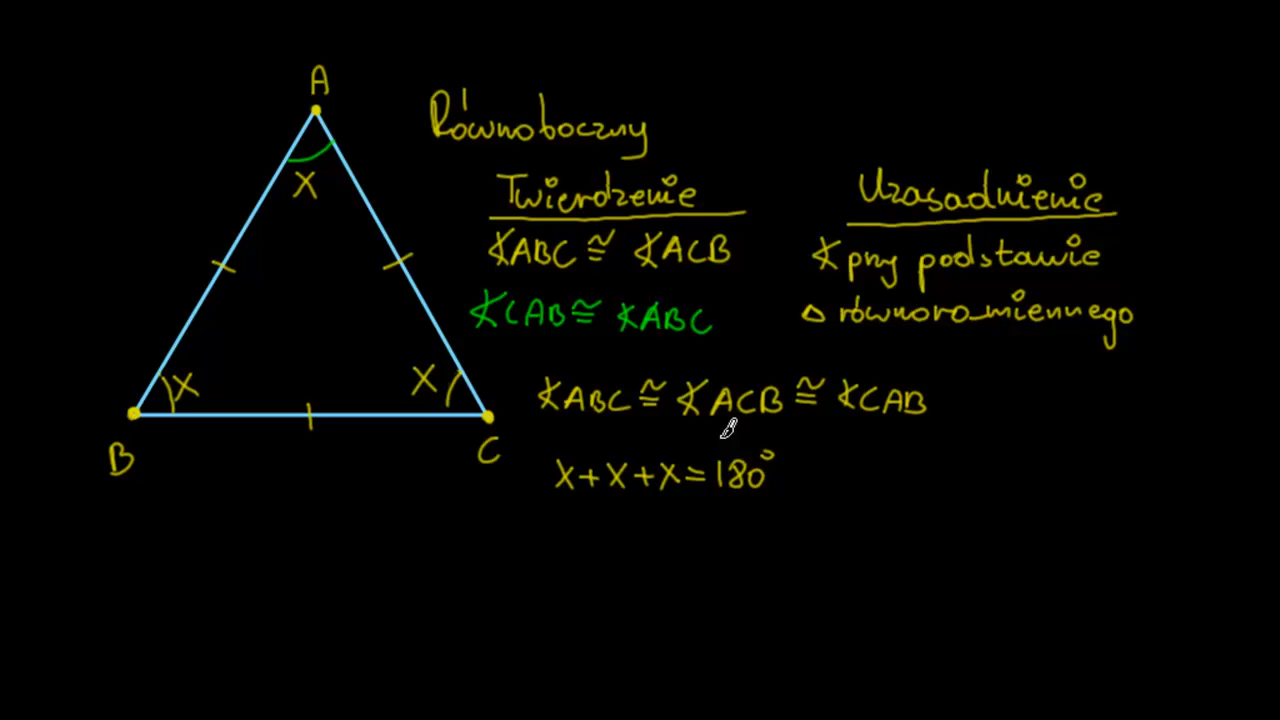 A
Równoboczny
Twierdzenie
Uzasadnienie
X
∢ABC ≅ ∢ACB
∢ przy podstawie
∢CAB ≅ ∢ABC
△ równoramiennego
X
X
∢ABC ≅ ∢ACB ≅ ∢CAB
B
C
X+X+X=180°